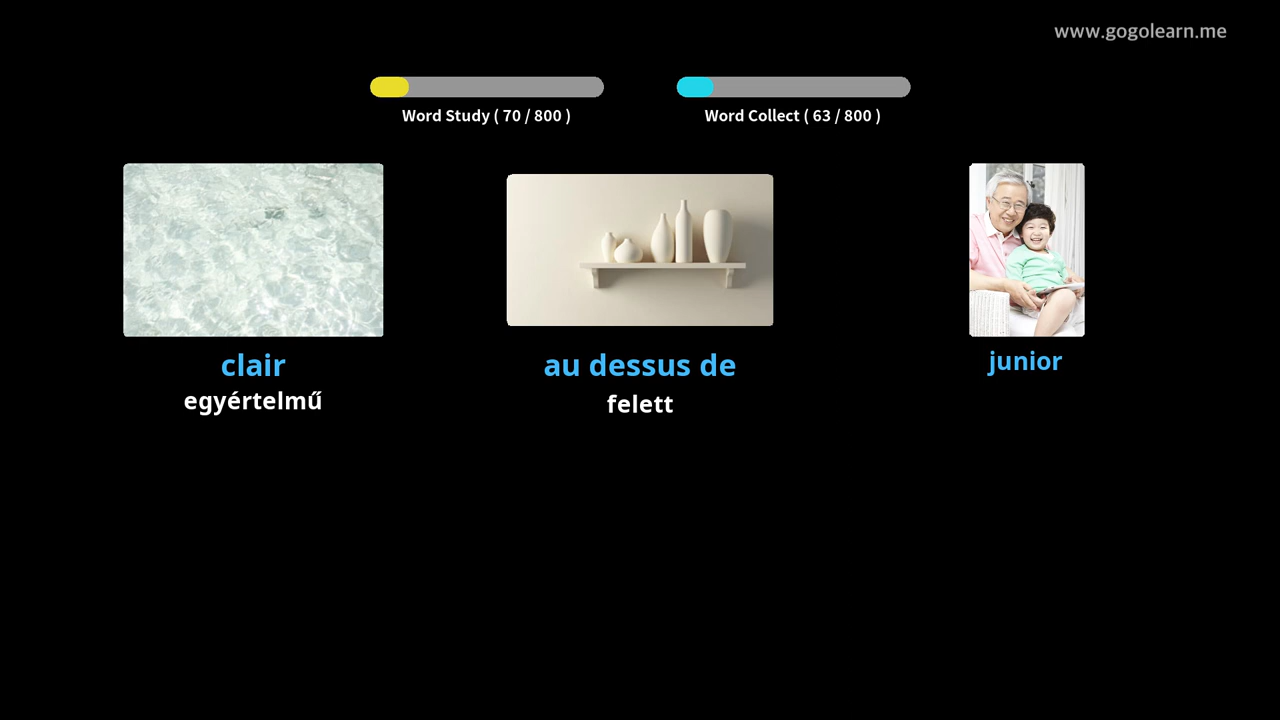 www.gogolearn.me
Word Study ( 70 / 800 )
Word Collect ( 63 / 800 )
clair
egyértelmű
au dessus de
felett
junior